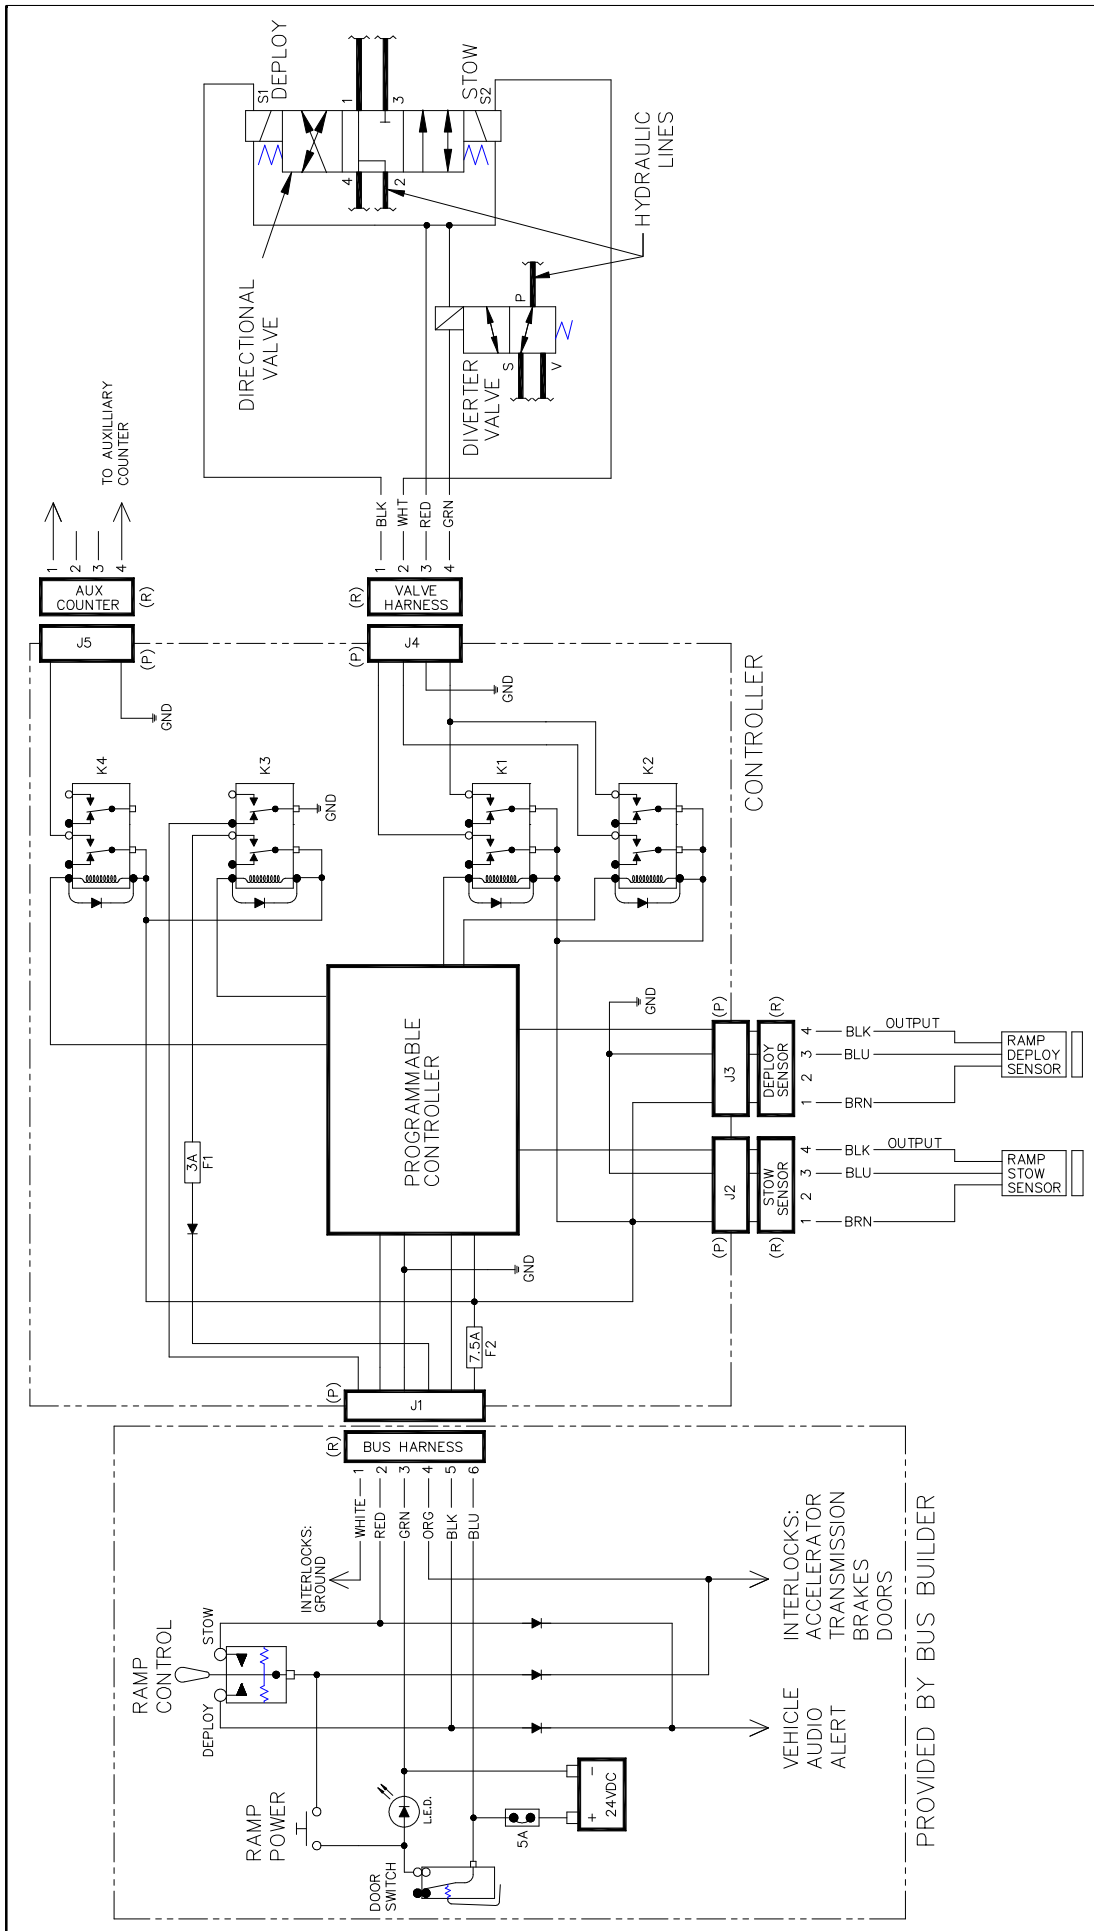 DEPLOY
S1
1
3
STOW
S2
4
2
DIRECTIONAL
VALVE
HYDRAULIC
LINES
P
S
V
DIVERTER
VALVE
TO AUXILLIARY
COUNTER
1
2
3
4
AUX
COUNTER
(R)
J5
(P)
GND
BLK
WHT
RED
GRN
1
2
3
4
VALVE
HARNESS
(R)
J4
(P)
GND
K4
K3
GND
K1
K2
CONTROLLER
PROGRAMMABLE
CONTROLLER
3A
F1
7.5A
F2
GND
GND
J3
(P)
DEPLOY
SENSOR
(R)
4
3
2
1
BLK
OUTPUT
BLU
BRN
RAMP
DEPLOY
SENSOR
J2
(P)
STOW
SENSOR
(R)
4
3
2
1
BLK
OUTPUT
BLU
BRN
RAMP
STOW
SENSOR
J1
(P)
BUS HARNESS
(R)
1
2
3
4
5
6
WHITE
RED
GRN
ORG
BLK
BLU
INTERLOCKS:
GROUND
RAMP
CONTROL
STOW
DEPLOY
RAMP
POWER
L.E.D.
DOOR
SWITCH
5A
24VDC
+
-
INTERLOCKS:
ACCELERATOR
TRANSMISSION
BRAKES
DOORS
VEHICLE
AUDIO
ALERT
PROVIDED BY BUS BUILDER